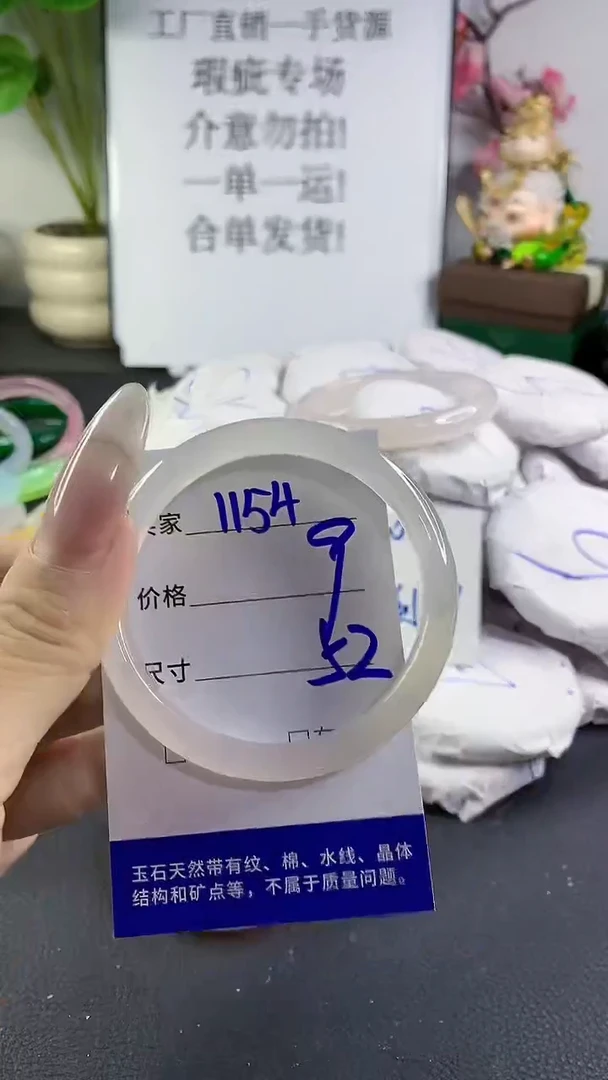 工厂直销一手货源
瑕疵专场
介意勿拍!
一单一运!
合单发货!
家 1154
价格
尺寸 52
玉石天然带有纹、棉、水线、晶体
结构和矿点等，不属于质量问题。